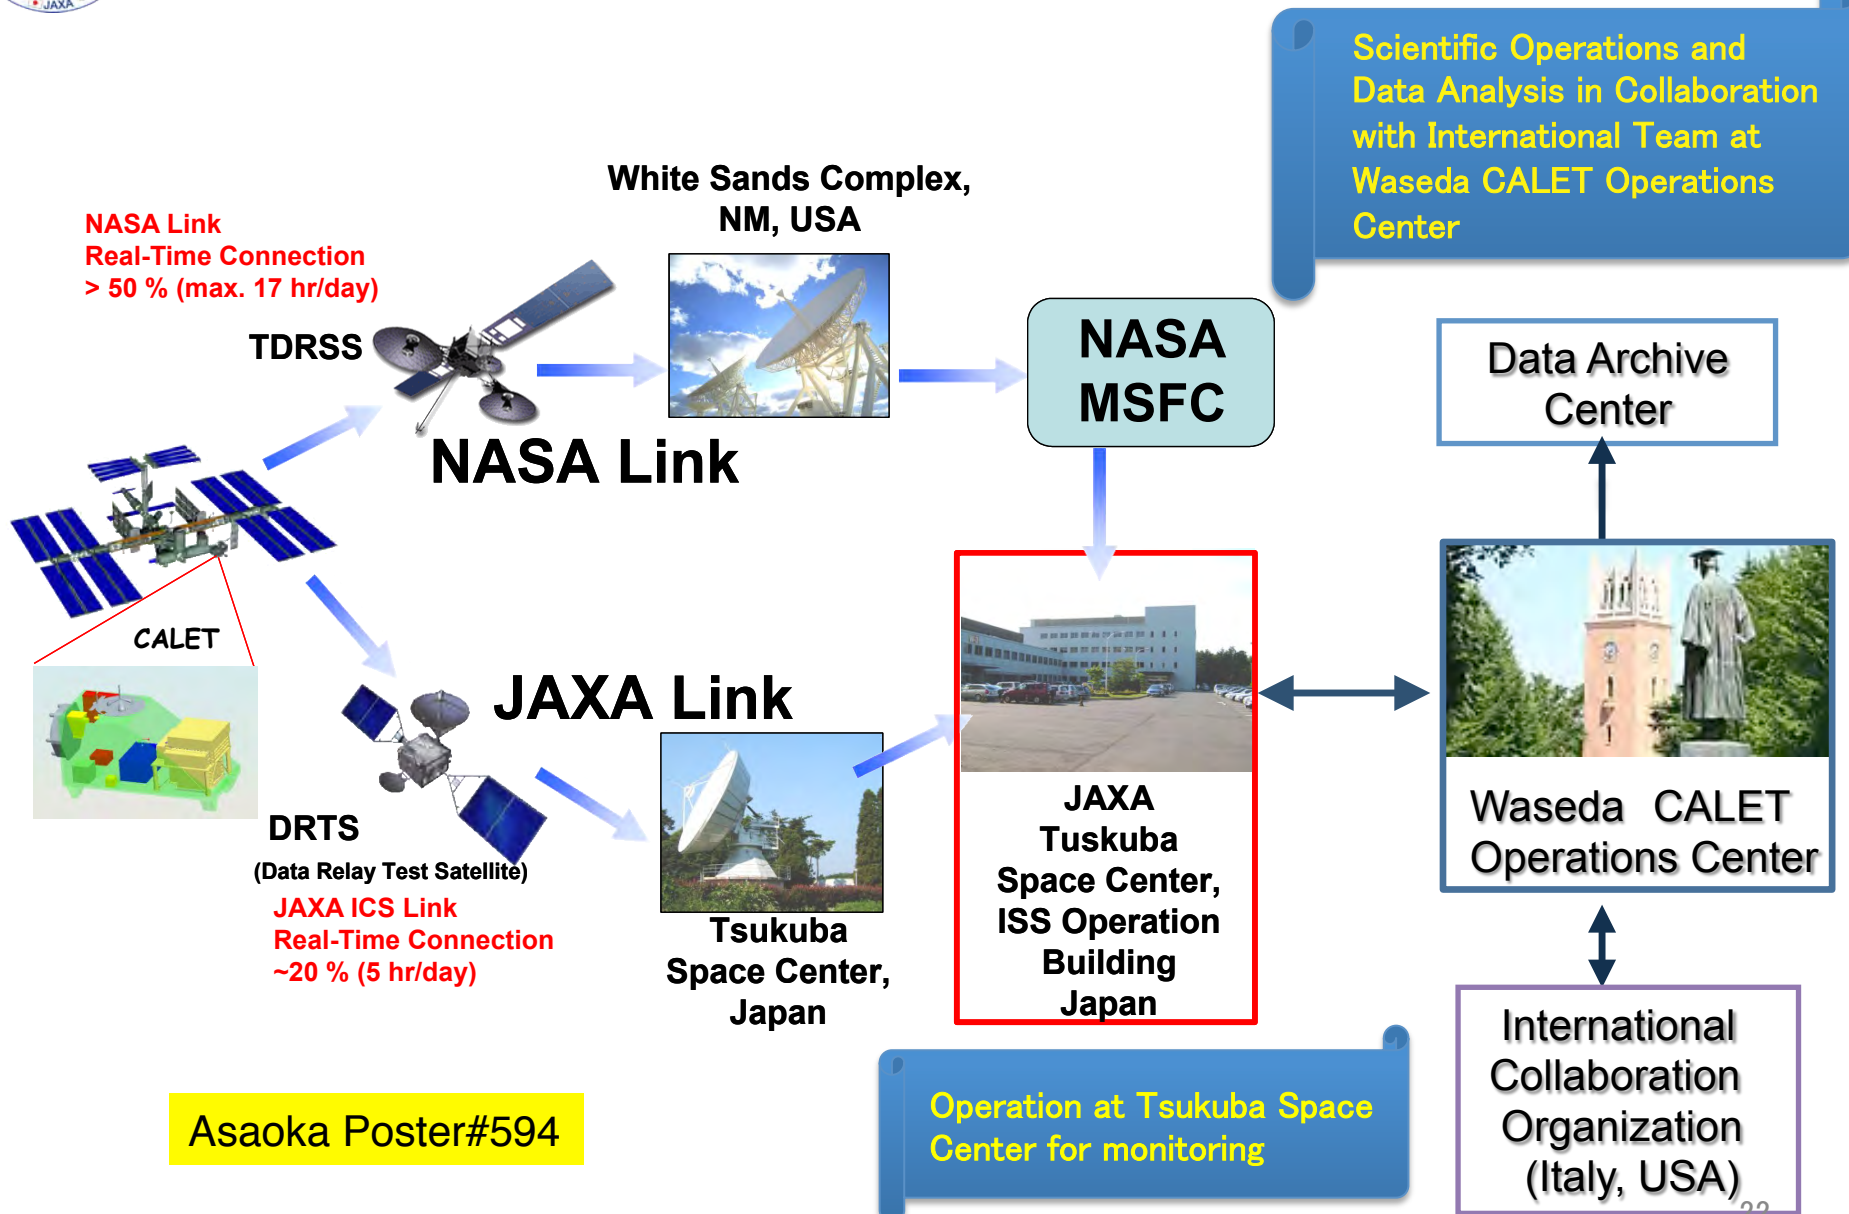 JAXA
Scientific Operations and
Data Analysis in Collaboration
with International Team at
Waseda CALET Operations
Center
White Sands Complex,
NM, USA
NASA Link
Real-Time Connection
> 50 % (max. 17 hr/day)
TDRSS
NASA Link
NASA
MSFC
Data Archive
Center
CALET
JAXA Link
DRTS
(Data Relay Test Satellite)
JAXA ICS Link
Real-Time Connection
~20 % (5 hr/day)
Tsukuba
Space Center,
Japan
JAXA
Tuskuba
Space Center,
ISS Operation
Building
Japan
Waseda CALET
Operations Center
International
Collaboration
Organization
(Italy, USA)
Operation at Tsukuba Space
Center for monitoring
Asaoka Poster#594